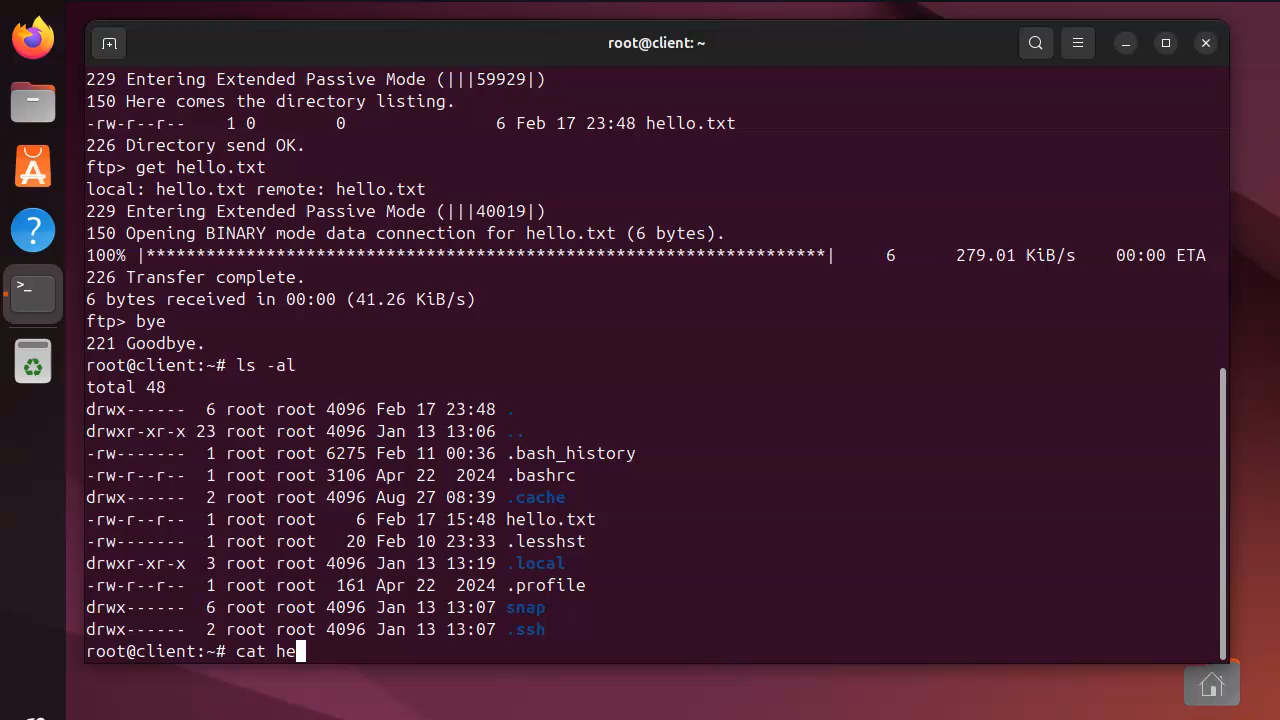 root@client: ~
229 Entering Extended Passive Mode (|||59929|)
150 Here comes the directory listing.
-rw-r--r--    1 0        0               6 Feb 17 23:48 hello.txt
226 Directory send OK.
ftp> get hello.txt
local: hello.txt remote: hello.txt
229 Entering Extended Passive Mode (|||40019|)
150 Opening BINARY mode data connection for hello.txt (6 bytes).
100% |********************************************************************|     6      279.01 KiB/s    00:00 ETA
226 Transfer complete.
6 bytes received in 00:00 (41.26 KiB/s)
ftp> bye
221 Goodbye.
root@client:~# ls -al
total 48
drwx------  6 root root 4096 Feb 17 23:48 .
drwxr-xr-x 23 root root 4096 Jan 13 13:06 ..
-rw-------  1 root root 6275 Feb 11 00:36 .bash_history
-rw-r--r--  1 root root 3106 Apr 22  2024 .bashrc
drwx------  2 root root 4096 Aug 27 08:39 .cache
-rw-r--r--  1 root root    6 Feb 17 15:48 hello.txt
-rw-------  1 root root   20 Feb 10 23:33 .lesshst
drwxr-xr-x  3 root root 4096 Jan 13 13:19 .local
-rw-r--r--  1 root root  161 Apr 22  2024 .profile
drwx------  6 root root 4096 Jan 13 13:07 snap
drwx------  2 root root 4096 Jan 13 13:07 .ssh
root@client:~# cat he